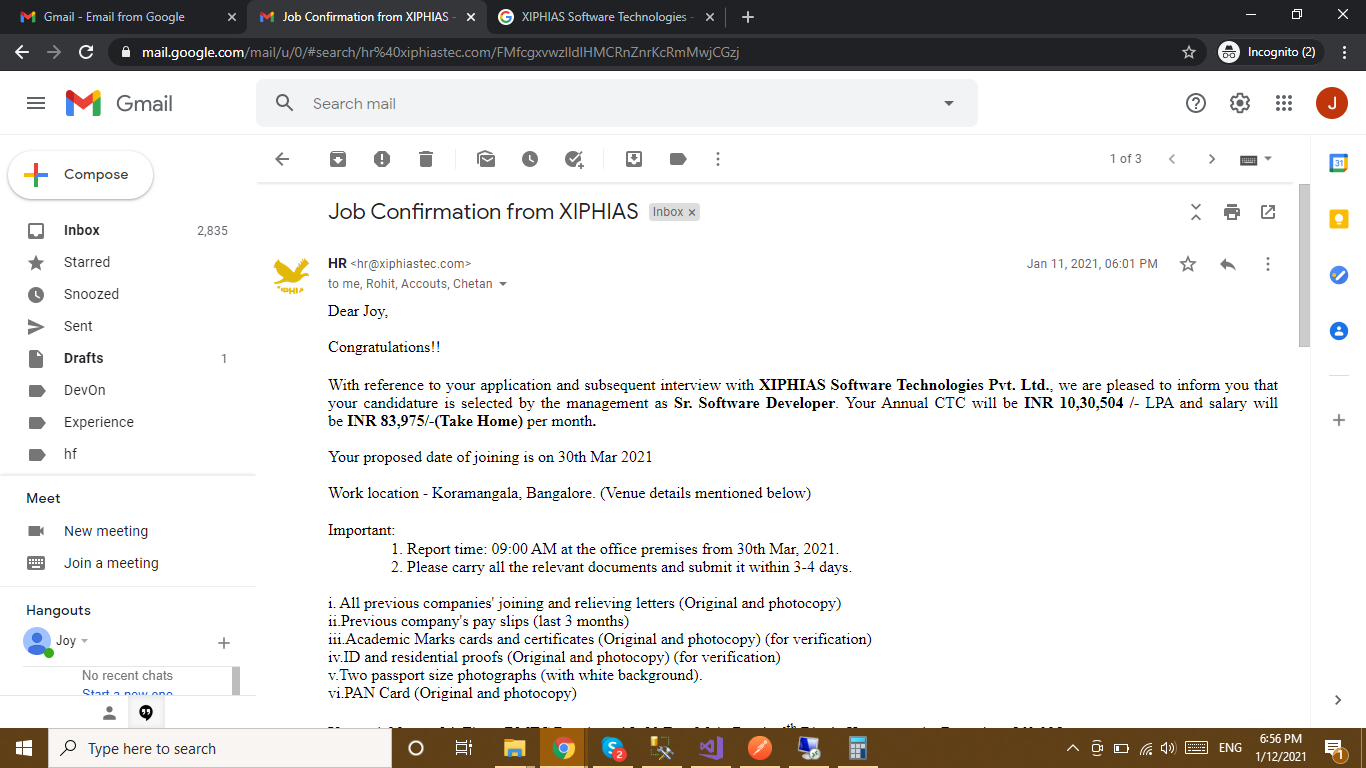 Gmail - Email from Google
Job Confirmation from XIPHIAS -
XIPHIAS Software Technologies -
mail.google.com/mail/u/0/#search/hr%40xiphiastec.com/FMfcgxvwzlldlHMCRnZnrKcRmMwjCGzj
Incognito (2)
Gmail
Search mail
J
Compose
1 of 3
31
Inbox 2,835
Starred
Snoozed
Sent
Drafts 1
DevOn
Experience
hf
Meet
New meeting
Join a meeting
Hangouts
Joy
No recent chats
Start a new one
Job Confirmation from XIPHIAS Inbox x
HR <hr@xiphiastec.com> Jan 11, 2021, 06:01 PM
to me, Rohit, Accouts, Chetan
Dear Joy,
Congratulations!!
With reference to your application and subsequent interview with XIPHIAS Software Technologies Pvt. Ltd., we are pleased to inform you that
your candidature is selected by the management as Sr. Software Developer. Your Annual CTC will be INR 10,30,504 /- LPA and salary will
be INR 83,975/-(Take Home) per month.
Your proposed date of joining is on 30th Mar 2021
Work location - Koramangala, Bangalore. (Venue details mentioned below)
Important:
1. Report time: 09:00 AM at the office premises from 30th Mar, 2021.
2. Please carry all the relevant documents and submit it within 3-4 days.
i. All previous companies' joining and relieving letters (Original and photocopy)
ii.Previous company's pay slips (last 3 months)
iii.Academic Marks cards and certificates (Original and photocopy) (for verification)
iv.ID and residential proofs (Original and photocopy) (for verification)
v.Two passport size photographs (with white background).
vi.PAN Card (Original and photocopy)
Type here to search
2
ENG
6:56 PM
1/12/2021
1